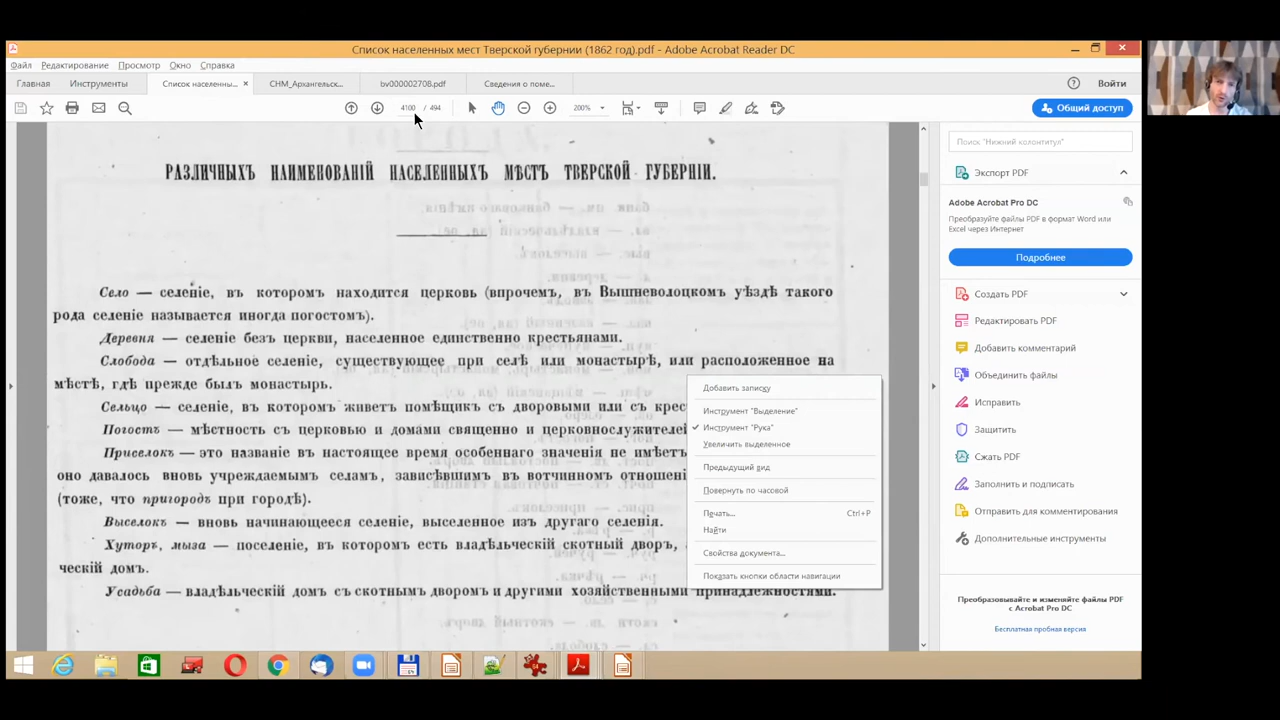 Список населенных мест Тверской губернии (1862 год).pdf - Adobe Acrobat Reader DC
Файл Редактирование Просмотр Окно Справка
Главная Инструменты Список населенны... × СНМ_Архангельск... bv000002708.pdf Сведения о поме... Войти
4100 / 494 200% Общий доступ
РАЗЛИЧНЫХЪ НАИМЕНОВАНІЙ НАСЕЛЕННЫХЪ МѢСТЪ ТВЕРСКОЙ ГУБЕРНІИ.
Село — селеніе, въ которомъ находится церковь (впрочемъ, въ Вышневолоцкомъ уѣздѣ такого
рода селеніе называется иногда погостомъ).
Деревня — селеніе безъ церкви, населенное единственно крестьянами.
Слобода — отдѣльное селеніе, существующее при селѣ или монастырѣ, или расположенное на
мѣстѣ, гдѣ прежде былъ монастырь.
Сельцо — селеніе, въ которомъ живетъ помѣщикъ съ дворовыми или съ крес
Погостъ — мѣстность съ церковью и домами священно и церковнослужителей
Приселокъ — это названіе въ настоящее время особеннаго значенія не имѣетъ
оно давалось вновь учреждаемымъ селамъ, зависѣвшимъ въ вотчинномъ отношені
(тоже, что пригородъ при городѣ).
Выселокъ — вновь начинающееся селеніе, выселенное изъ другаго селенія.
Хуторъ, мыза — поселеніе, въ которомъ есть владѣльческій скотный дворъ,
ческій домъ.
Усадьба — владѣльческій домъ съ скотнымъ дворомъ и другими хозяйственными принадлежностями.
Добавить записку
Инструмент "Выделение"
Инструмент "Рука"
Увеличить выделенное
Предыдущий вид
Повернуть по часовой
Печать... Ctrl+P
Найти
Свойства документа...
Показать кнопки области навигации
Поиск "Нижний колонтитул"
Экспорт PDF
Adobe Acrobat Pro DC
Преобразуйте файлы PDF в формат Word или
Excel через Интернет
Подробнее
Создать PDF
Редактировать PDF
Добавить комментарий
Объединить файлы
Исправить
Защитить
Сжать PDF
Заполнить и подписать
Отправить для комментирования
Дополнительные инструменты
Преобразовывайте и изменяйте файлы PDF
с Acrobat Pro DC
Бесплатная пробная версия